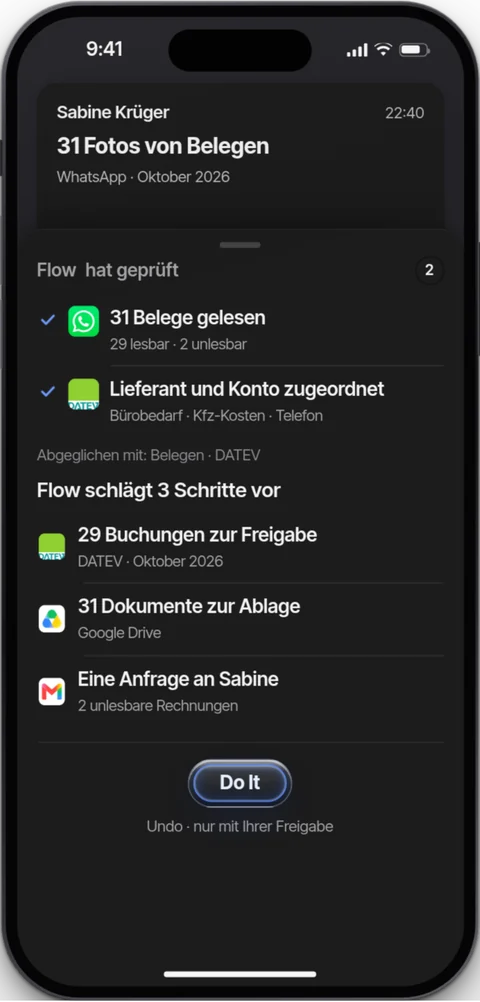 9:41
Sabine Krüger 22:40
31 Fotos von Belegen
WhatsApp · Oktober 2026
Flow hat geprüft 2
31 Belege gelesen
29 lesbar · 2 unlesbar
DATEV
Lieferant und Konto zugeordnet
Bürobedarf · Kfz-Kosten · Telefon
Abgeglichen mit: Belegen · DATEV
Flow schlägt 3 Schritte vor
DATEV
29 Buchungen zur Freigabe
DATEV · Oktober 2026
31 Dokumente zur Ablage
Google Drive
Eine Anfrage an Sabine
2 unlesbare Rechnungen
Do It
Undo · nur mit Ihrer Freigabe